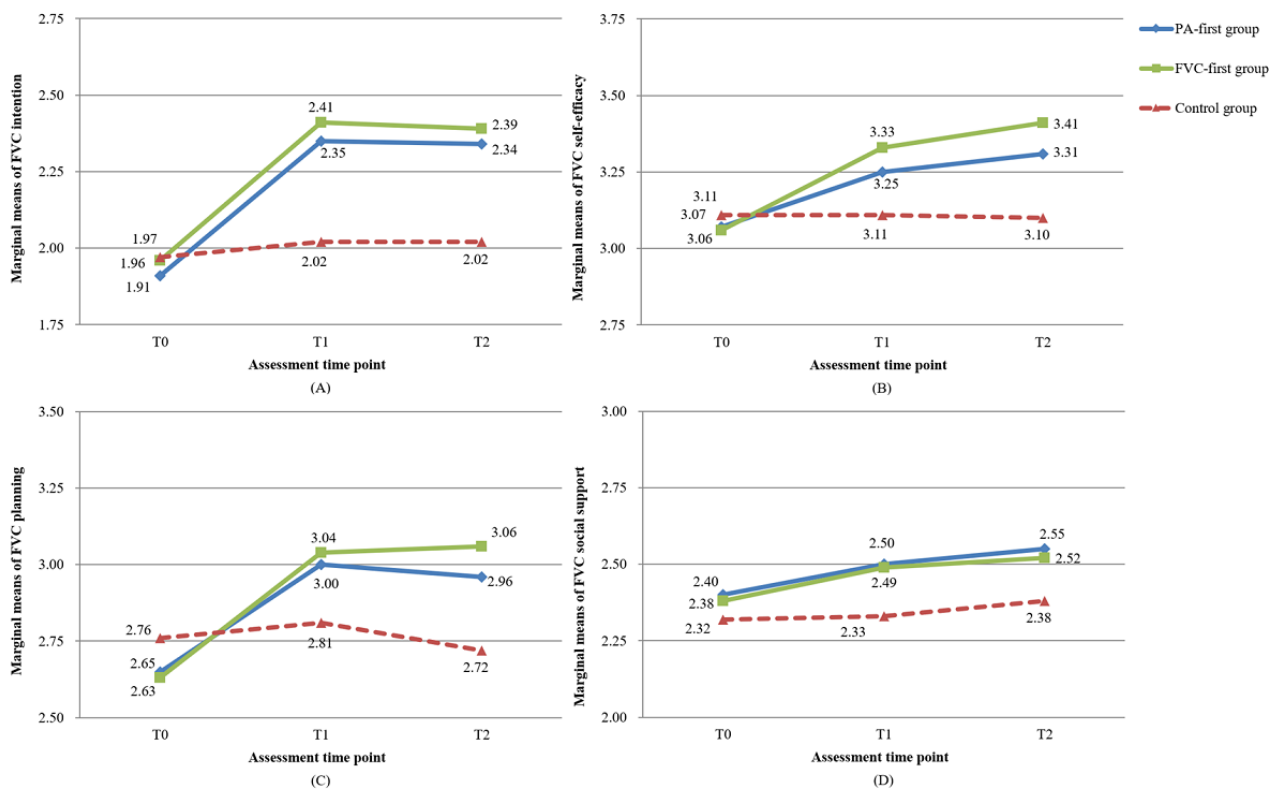 Marginal means of FVC intention
2.75
2.50
2.25
2.00
1.75
2.41
2.39
2.35
2.34
1.97
1.96
1.91
2.02
2.02
T0 T1 T2
Assessment time point
(A)
Marginal means of FVC self-efficacy
3.75
3.50
3.25
3.00
2.75
3.33
3.41
3.25
3.31
3.11
3.07
3.06
3.11
3.10
T0 T1 T2
Assessment time point
(B)
PA-first group
FVC-first group
Control group
Marginal means of FVC planning
3.50
3.25
3.00
2.75
2.50
3.04
3.06
3.00
2.96
2.76
2.65
2.63
2.81
2.72
T0 T1 T2
Assessment time point
(C)
Marginal means of FVC social support
3.00
2.75
2.50
2.25
2.00
2.50
2.55
2.40
2.49
2.52
2.38
2.32
2.33
2.38
T0 T1 T2
Assessment time point
(D)